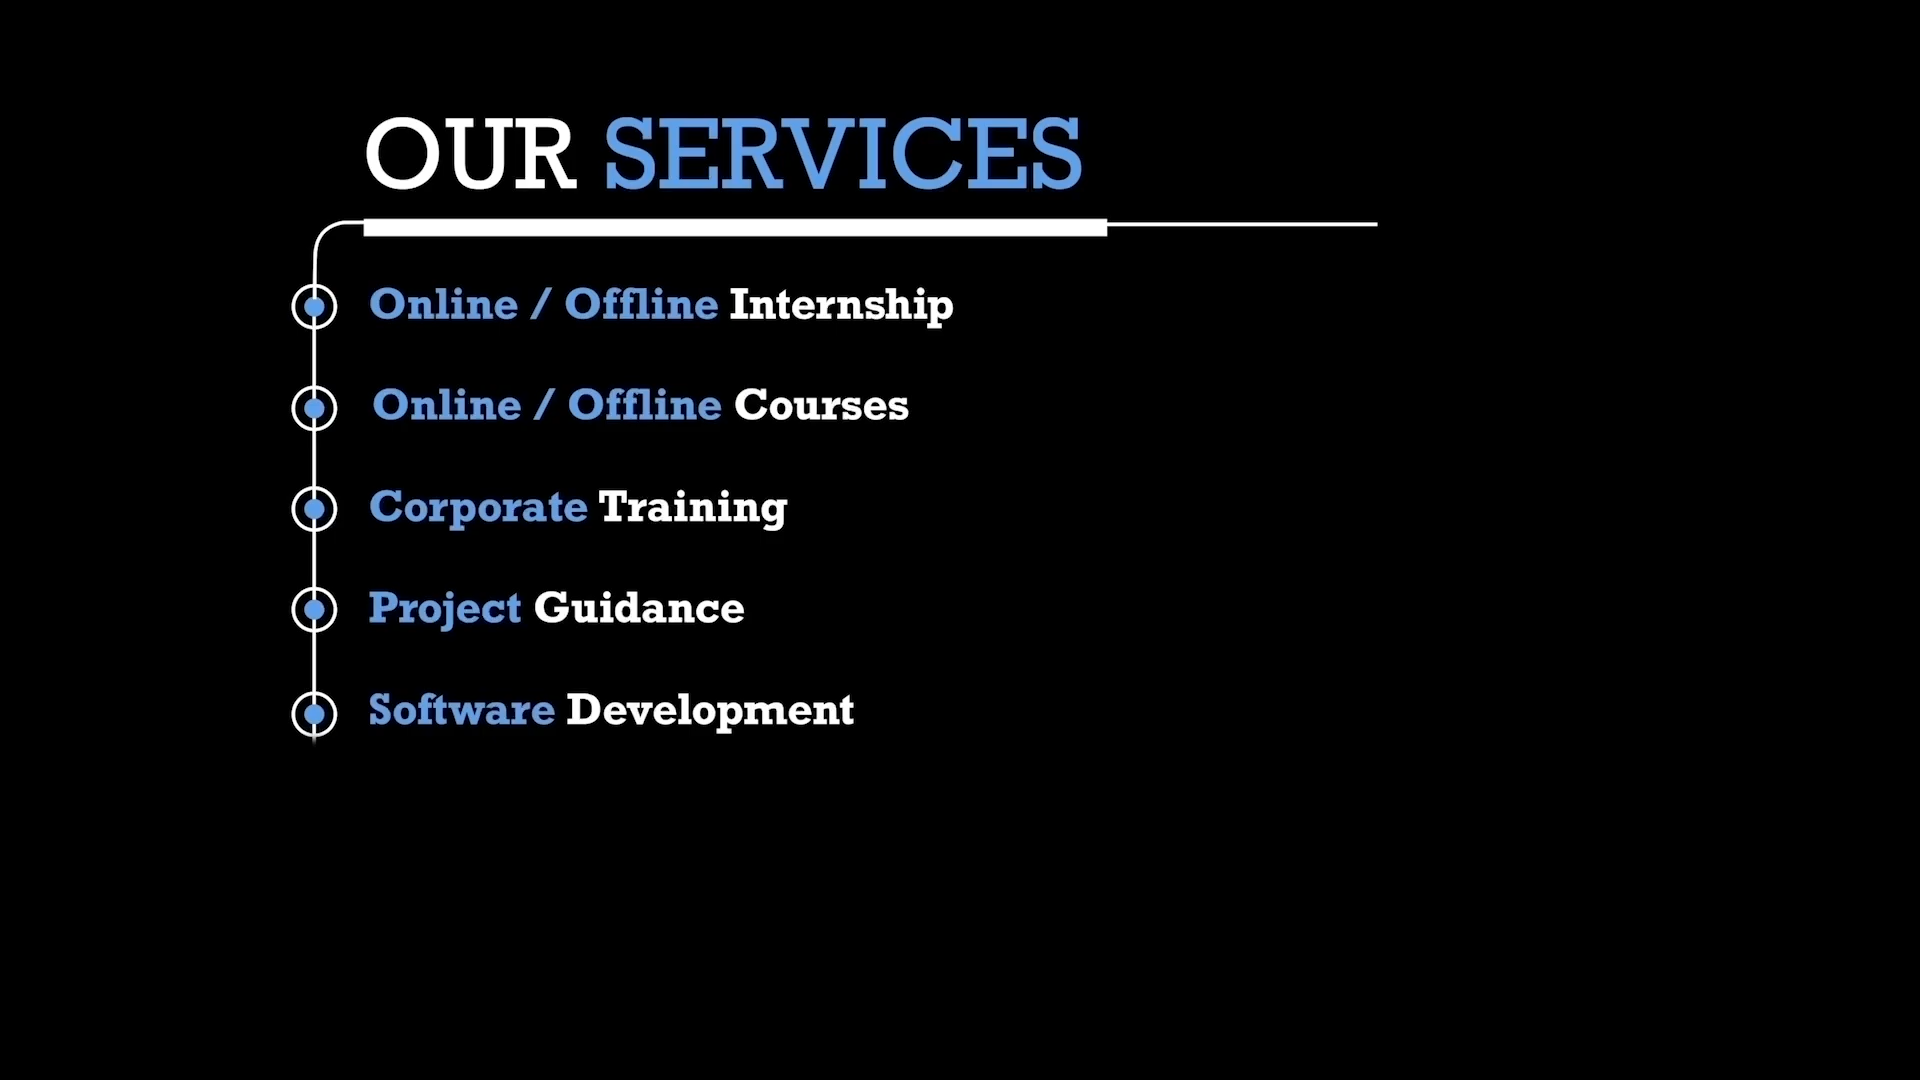 OUR SERVICES
Online / Offline Internship
Online / Offline Courses
Corporate Training
Project Guidance
Software Development